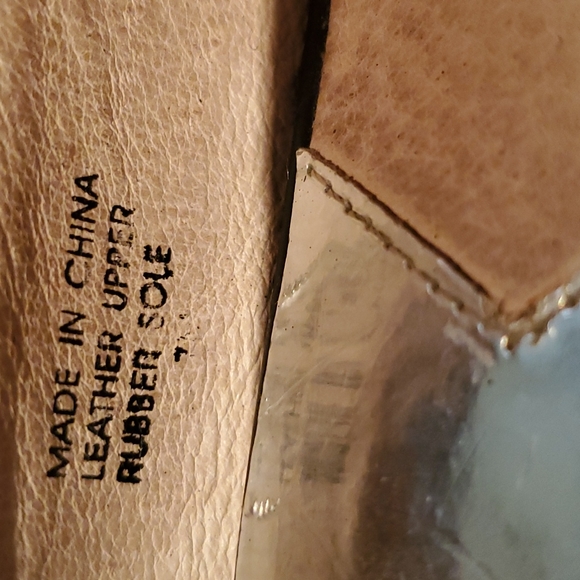 MADE IN CHINA
LEATHER UPPER
RUBBER SOLE